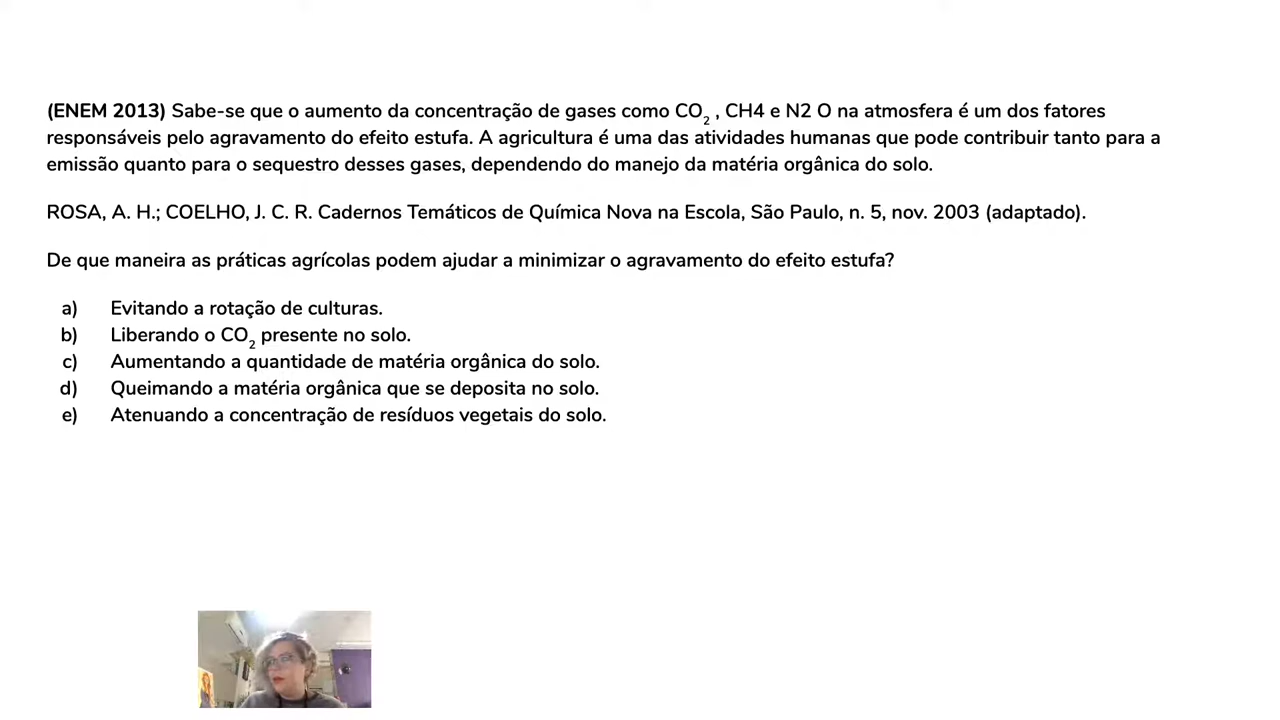 (ENEM 2013) Sabe-se que o aumento da concentração de gases como CO2 , CH4 e N2 O na atmosfera é um dos fatores
responsáveis pelo agravamento do efeito estufa. A agricultura é uma das atividades humanas que pode contribuir tanto para a
emissão quanto para o sequestro desses gases, dependendo do manejo da matéria orgânica do solo.
ROSA, A. H.; COELHO, J. C. R. Cadernos Temáticos de Química Nova na Escola, São Paulo, n. 5, nov. 2003 (adaptado).
De que maneira as práticas agrícolas podem ajudar a minimizar o agravamento do efeito estufa?
a) Evitando a rotação de culturas.
b) Liberando o CO2 presente no solo.
c) Aumentando a quantidade de matéria orgânica do solo.
d) Queimando a matéria orgânica que se deposita no solo.
e) Atenuando a concentração de resíduos vegetais do solo.